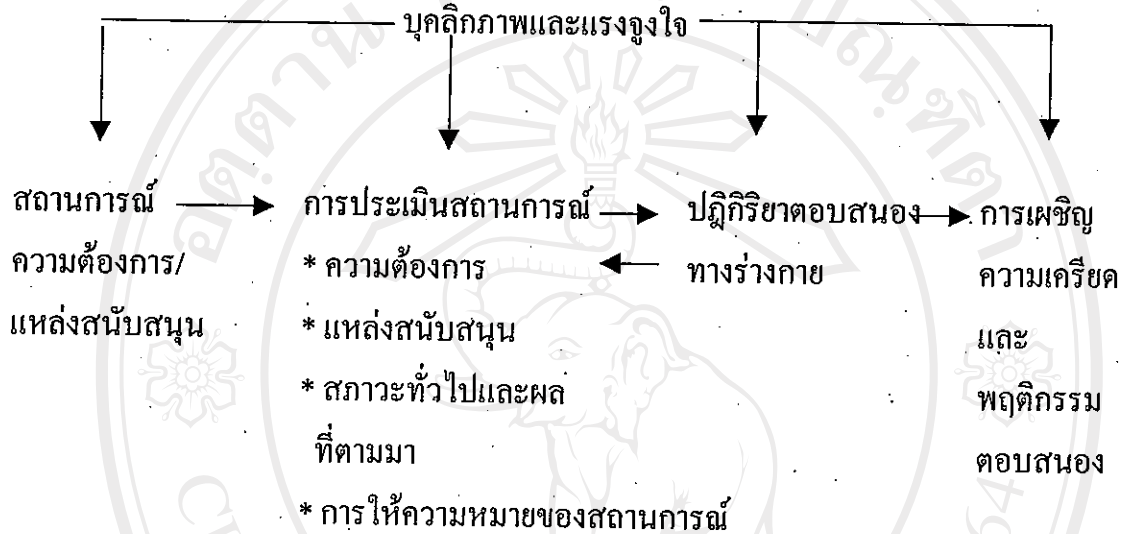 บุคลิกภาพและแรงจูงใจ
สถานการณ์
ความต้องการ/
แหล่งสนับสนุน
การประเมินสถานการณ์
* ความต้องการ
* แหล่งสนับสนุน
* สภาวะทั่วไปและผล
ที่ตามมา
* การให้ความหมายของสถานการณ์
ปฎิกิริยาตอบสนอง
ทางร่างกาย
การเผชิญ
ความเครียด
และ
พฤติกรรม
ตอบสนอง